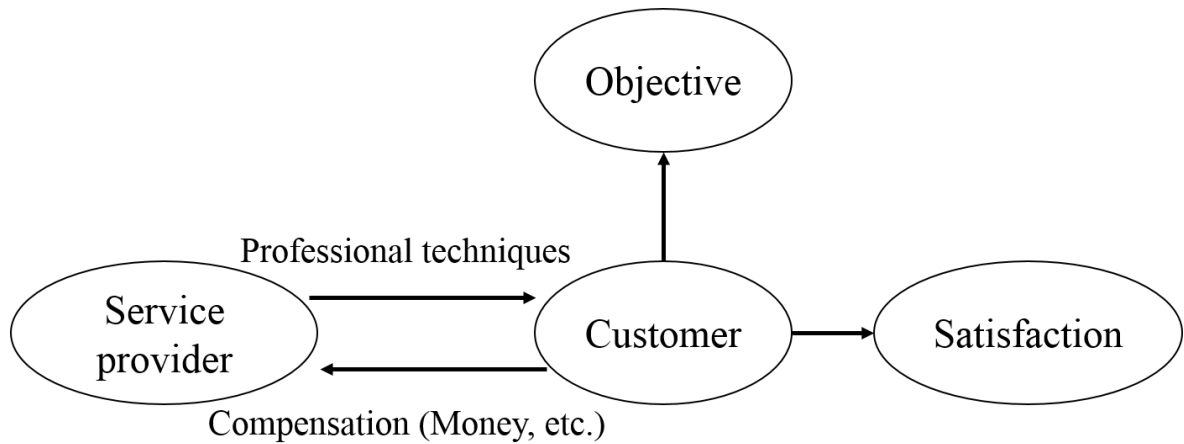 Objective
Professional techniques
Service
provider
Customer
Satisfaction
Compensation (Money, etc.)